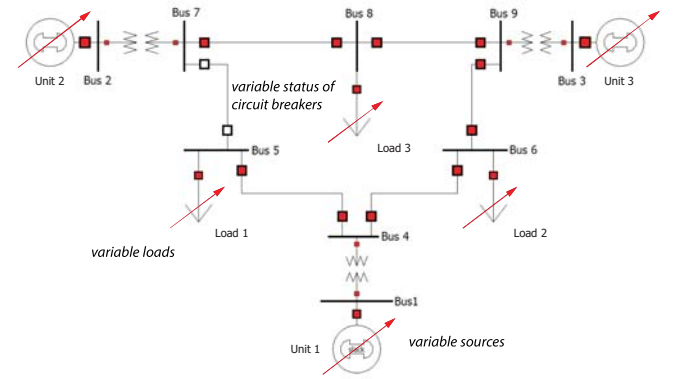 Bus 7
Bus 8
Bus 9
Unit 2
Bus 2
Bus 3
Unit 3
variable status of
circuit breakers
Load 3
Bus 5
Bus 6
Load 1
Bus 4
Load 2
variable loads
Bus1
Unit 1
variable sources